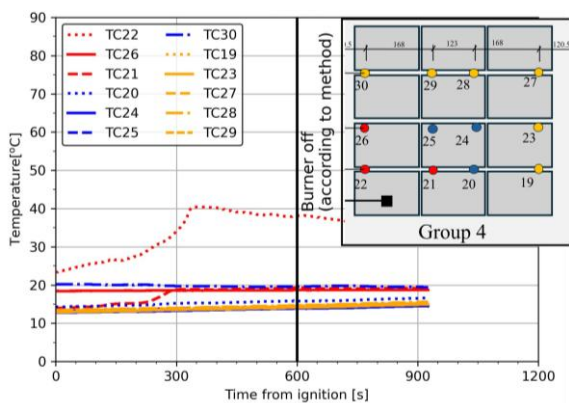 90
80
70
60
50
40
30
20
10
0
Temperature[°C]
TC22
TC26
TC21
TC20
TC24
TC25
TC30
TC19
TC23
TC27
TC28
TC29
Burner off
(according to method)
168 123 168 120.5
30 29 28 27
26 25 24 23
22 21 20 19
Group 4
0 300 600 900 1200
Time from ignition [s]